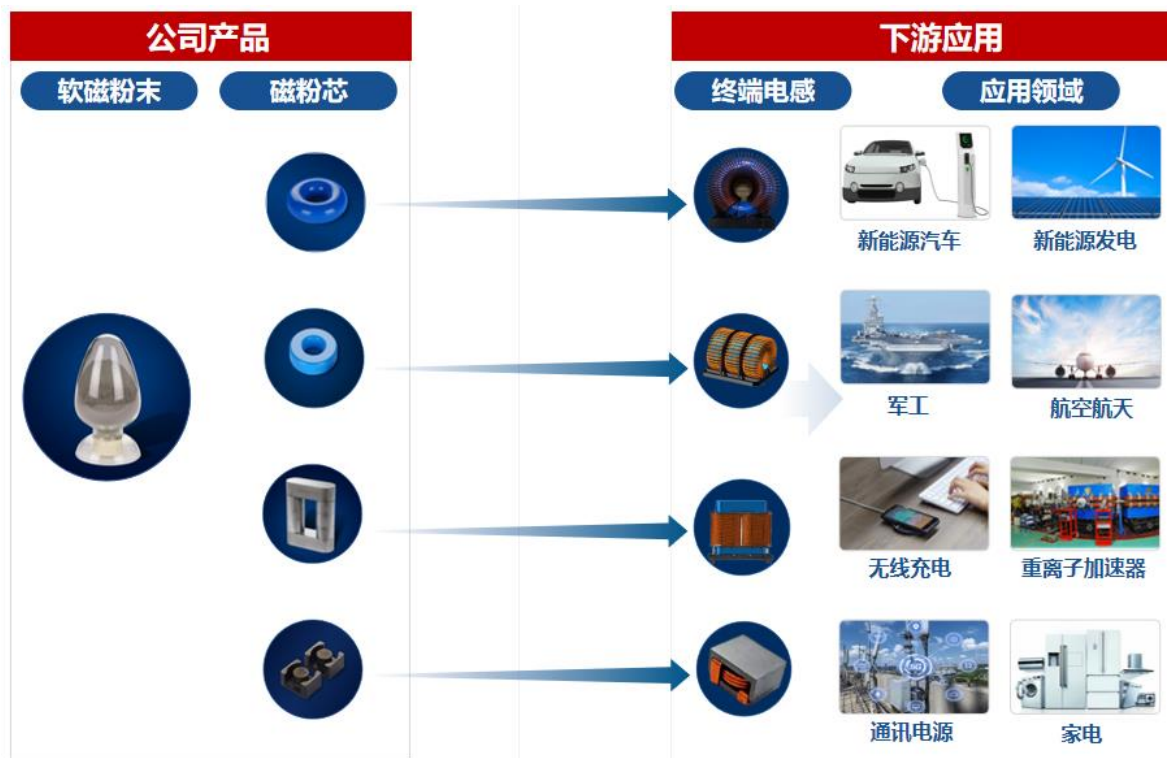 公司产品
下游应用
软磁粉末
磁粉芯
终端电感
应用领域
新能源汽车
新能源发电
军工
航空航天
无线充电
重离子加速器
5G
通讯电源
家电